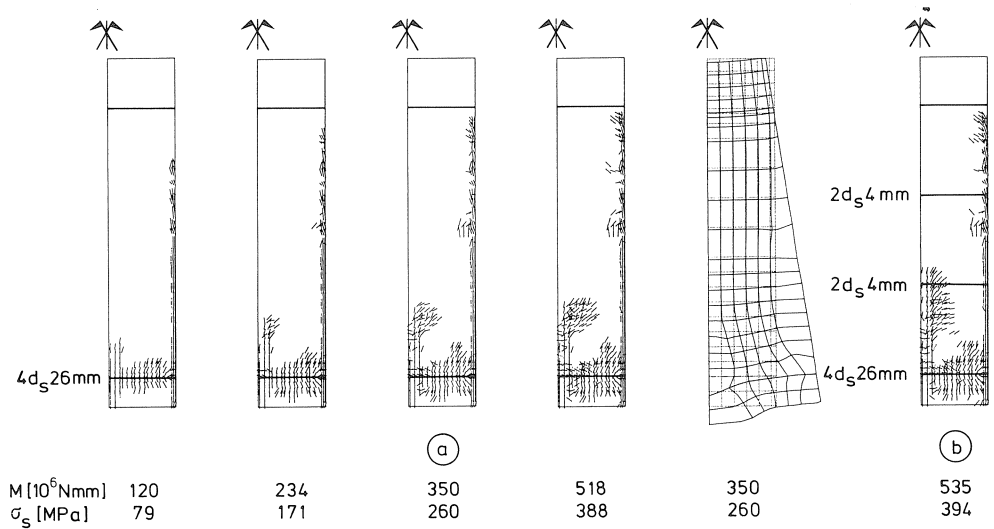 2dₛ4mm
2dₛ4mm
4dₛ26mm
4dₛ26mm
a
b
M [10⁶Nmm] 120 234 350 518 350 535
σₛ [MPa] 79 171 260 388 260 394